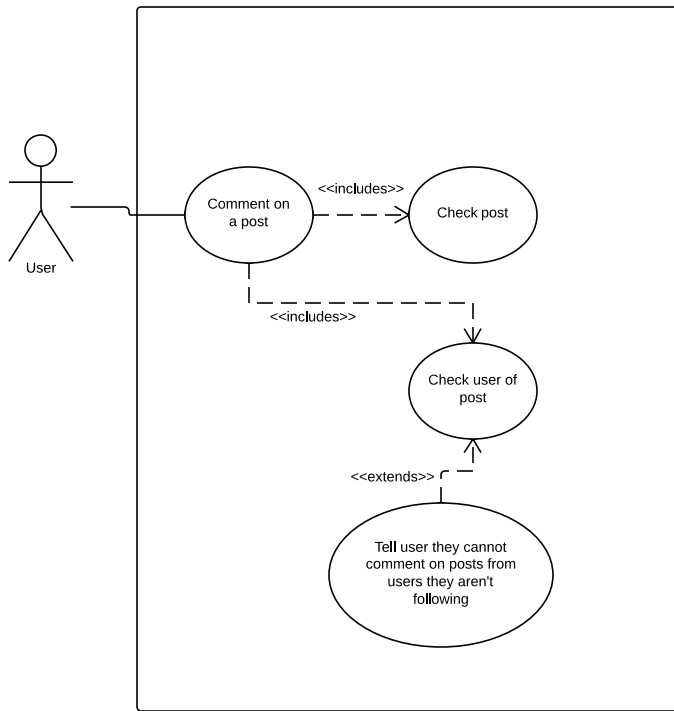 Comment on
a post
<<includes>>
Check post
User
<<includes>>
Check user of
post
<<extends>>
Tell user they cannot
comment on posts from
users they aren't
following